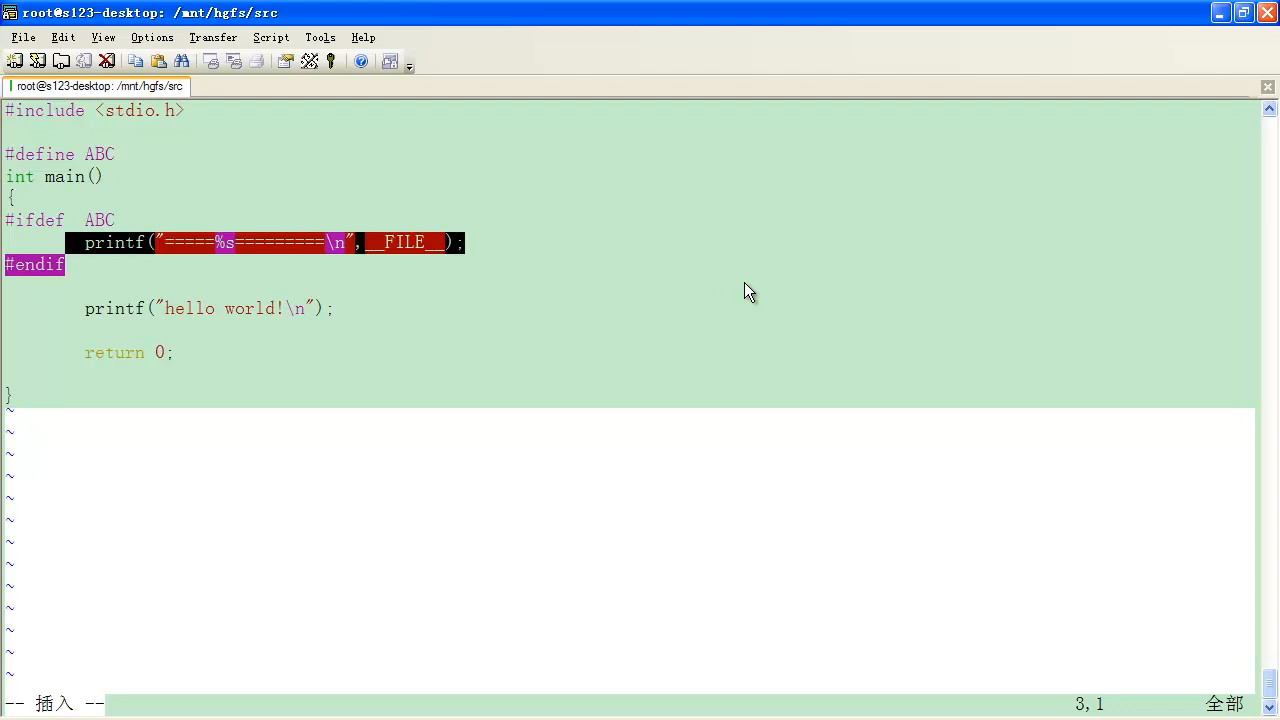 root@s123-desktop: /mnt/hgfs/src
File Edit View Options Transfer Script Tools Help
root@s123-desktop: /mnt/hgfs/src
#include <stdio.h>
#define ABC
int main()
{
#ifdef  ABC
printf("=====%s=========\n",__FILE__);
#endif
printf("hello world!\n");
return 0;
}
~
~
~
~
~
~
~
~
~
~
~
~
~
-- 插入 -- 3,1 全部